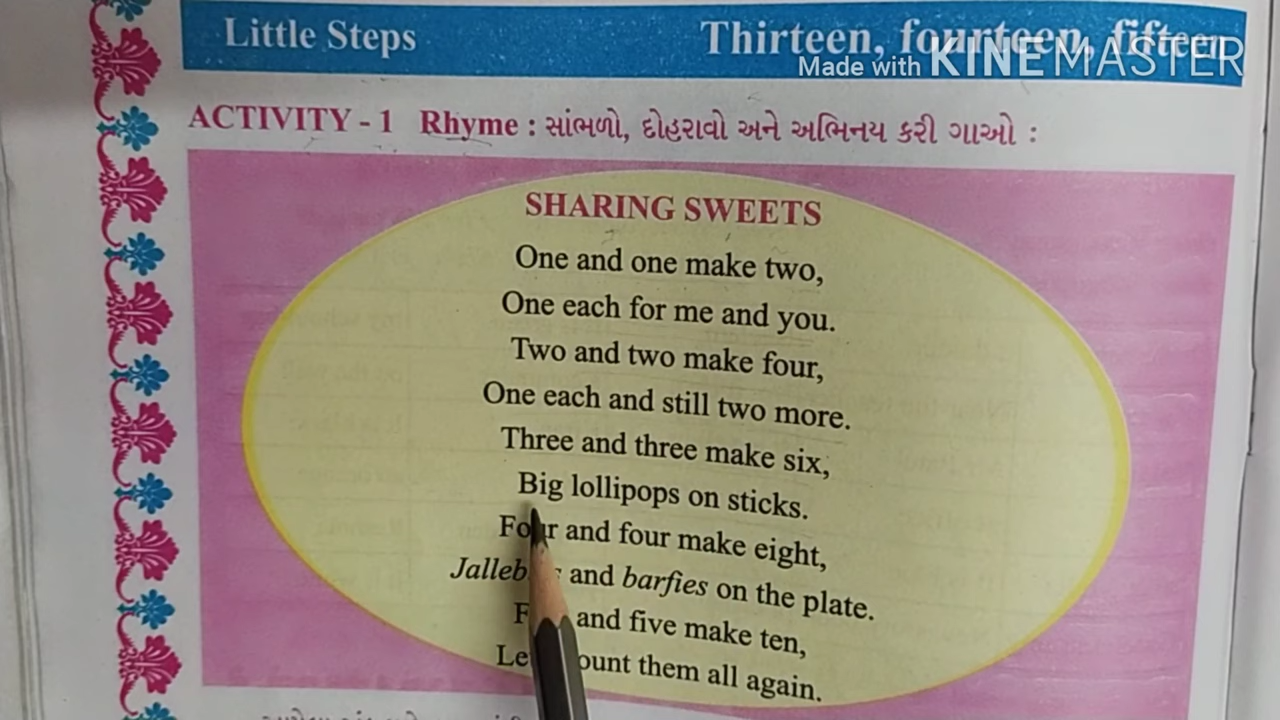 Little Steps
Thirteen, fourteen, fifteen
Made with KINEMASTER
ACTIVITY - 1 Rhyme : સાંભળો, દોહરાવો અને અભિનય કરી ગાઓ :
SHARING SWEETS
One and one make two,
One each for me and you.
Two and two make four,
One each and still two more.
Three and three make six,
Big lollipops on sticks.
Four and four make eight,
and barfies on the plate.
and five make ten,
them all again.